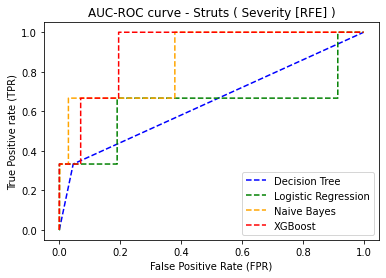 AUC-ROC curve - Struts ( Severity [RFE] )
True Positive rate (TPR)
1.0
0.8
0.6
0.4
0.2
0.0
Decision Tree
Logistic Regression
Naive Bayes
XGBoost
0.0 0.2 0.4 0.6 0.8 1.0
False Positive Rate (FPR)